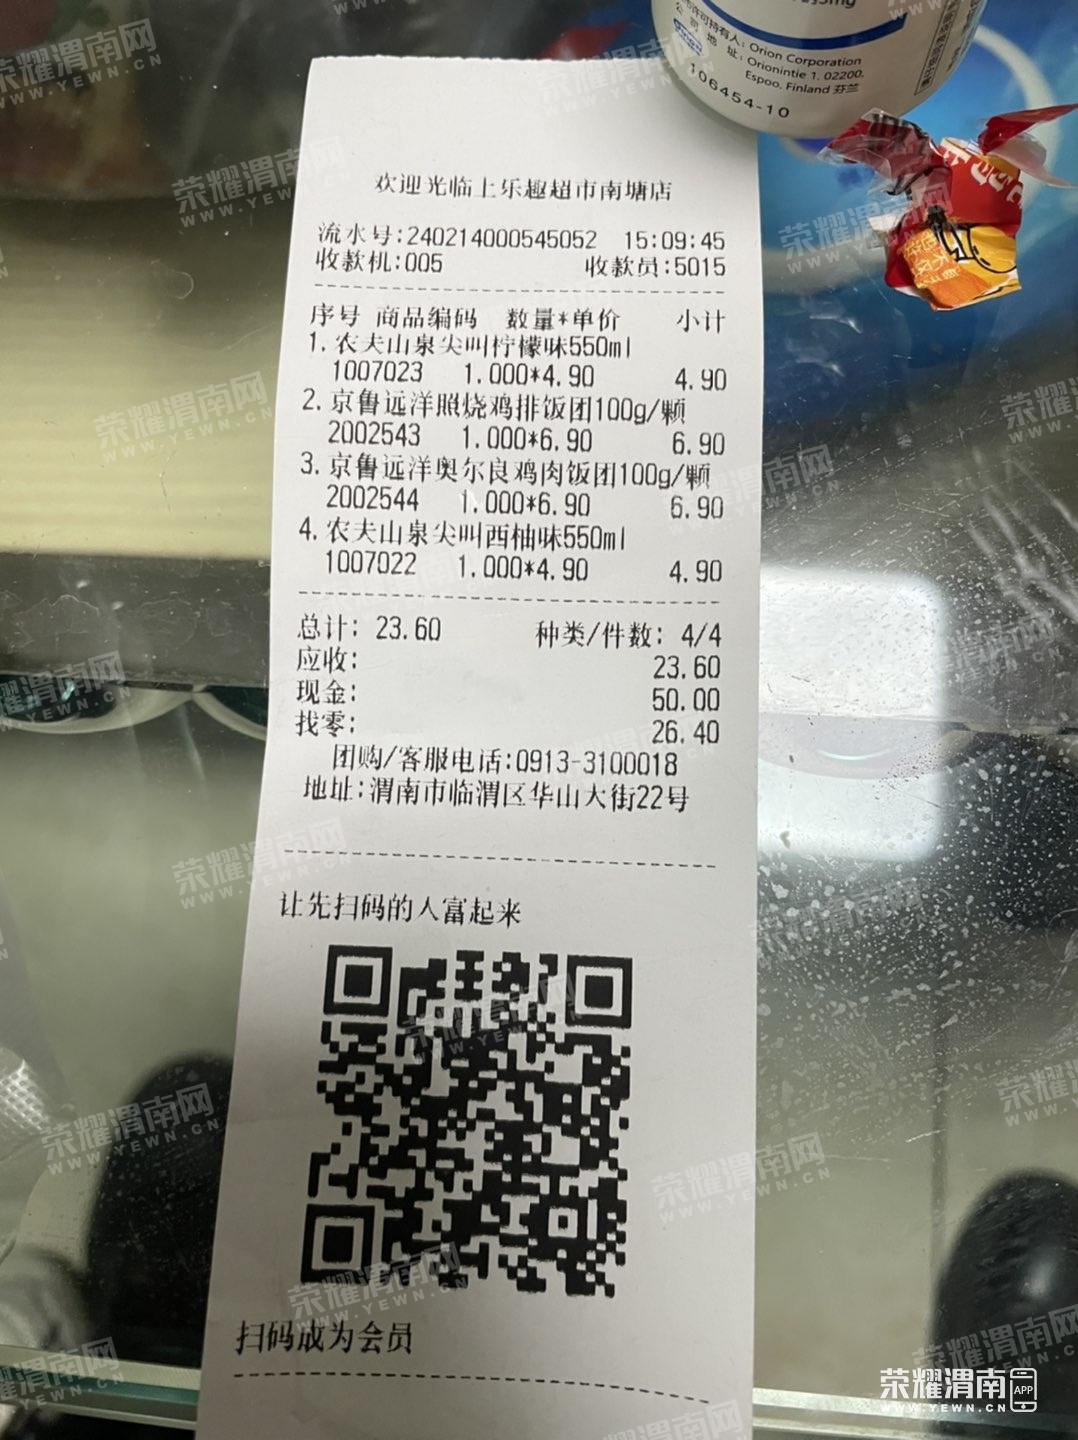 Orion Corporation
地址: Orionintie 1. 02200.
Espoo, Finland 芬兰
106454-10
欢迎光临上乐趣超市南塘店
流水号:240214000545052 15:09:45
收款机:005 收款员:5015
序号 商品编码 数量*单价 小计
1. 农夫山泉尖叫柠檬味550ml
1007023 1.000*4.90 4.90
2. 京鲁远洋照烧鸡排饭团100g/颗
2002543 1.000*6.90 6.90
3. 京鲁远洋奥尔良鸡肉饭团100g/颗
2002544 1.000*6.90 6.90
4. 农夫山泉尖叫西柚味550ml
1007022 1.000*4.90 4.90
总计: 23.60 种类/件数: 4/4
应收: 23.60
现金: 50.00
找零: 26.40
团购/客服电话:0913-3100018
地址:渭南市临渭区华山大街22号
让先扫码的人富起来
扫码成为会员
荣耀渭南网
WWW.YEWN.CN
荣耀渭南 APP
WWW.YEWN.CN